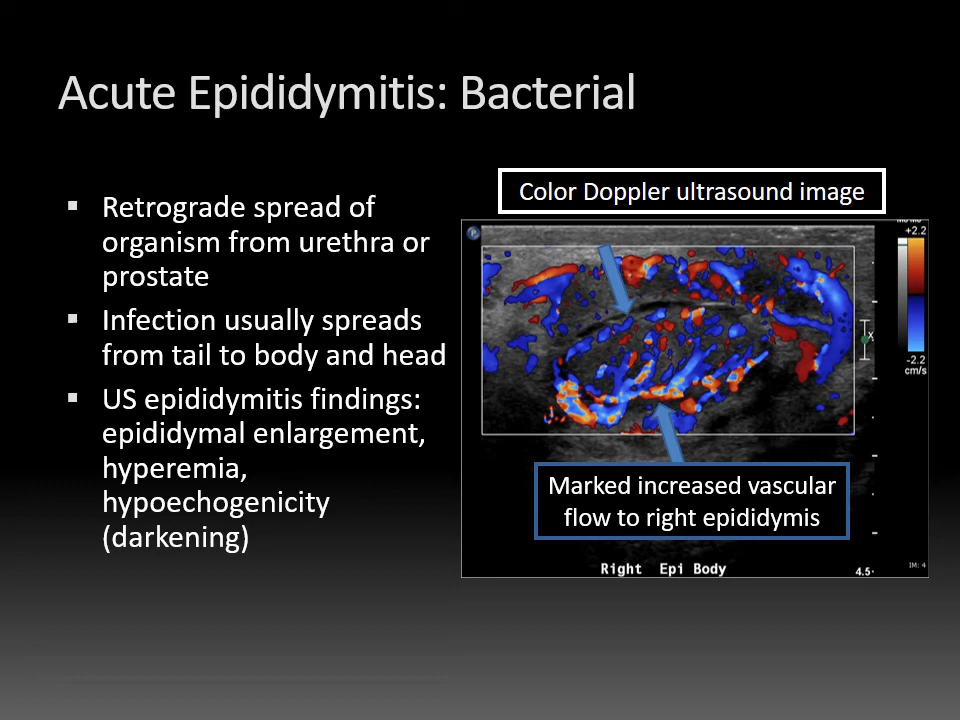 Acute Epididymitis: Bacterial
▪ Retrograde spread of
organism from urethra or
prostate
▪ Infection usually spreads
from tail to body and head
▪ US epididymitis findings:
epididymal enlargement,
hyperemia,
hypoechogenicity
(darkening)
Color Doppler ultrasound image
P
+2.2
-2.2
cm/s
x
Marked increased vascular
flow to right epididymis
Right Epi Body
4.5
IM: 4